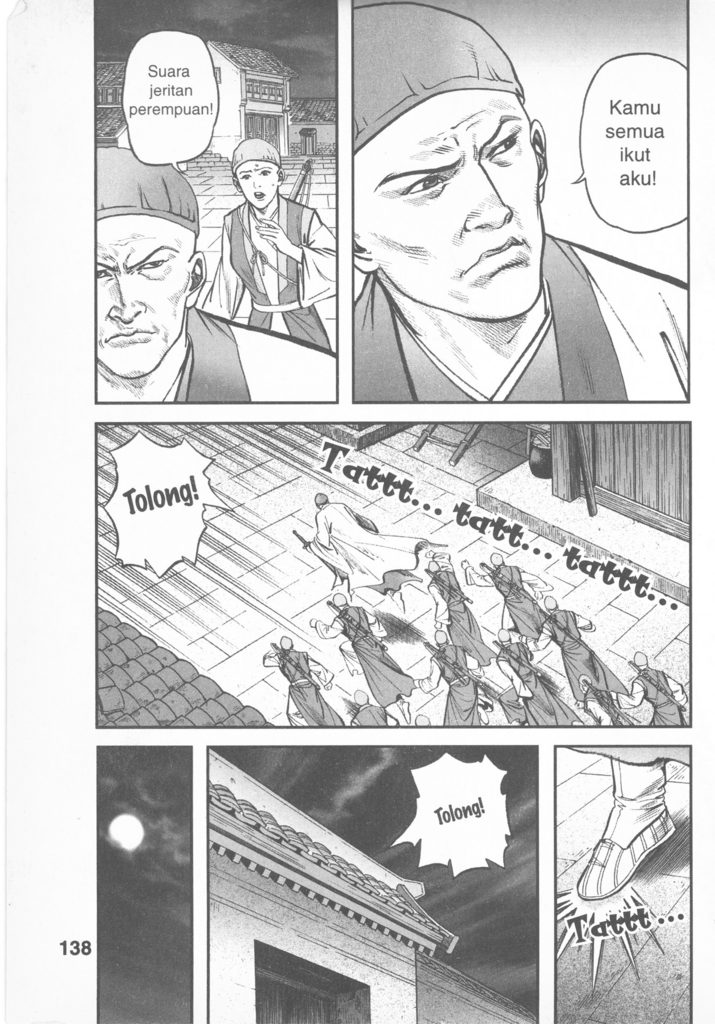 Suara
jeritan
perempuan!
Kamu
semua
ikut
aku!
Tolong!
Tattt... tatt... tattt...
Tolong!
Tattt...
138